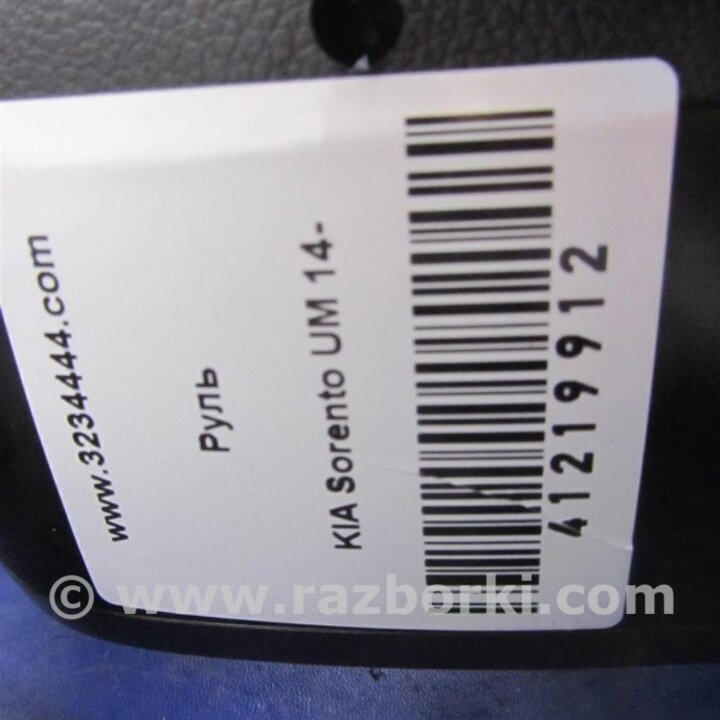 www.3234444.com
Руль
KIA Sorento UM 14-
41219912
© www.razborki.com